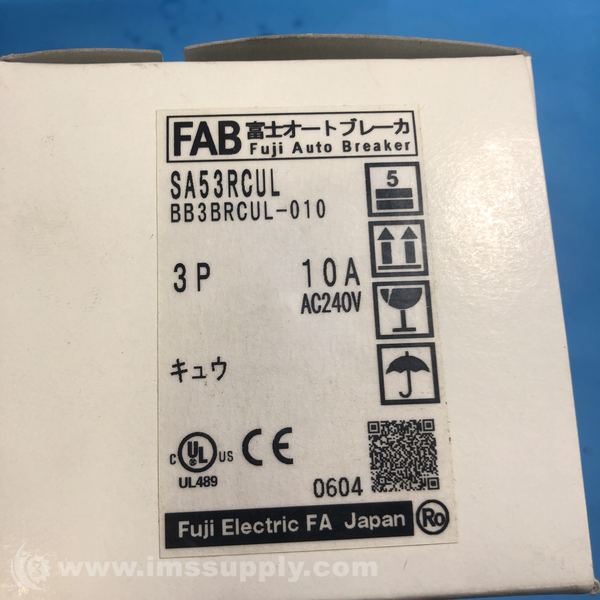 FAB 富士オートブレーカ
Fuji Auto Breaker
SA53RCUL
BB3BRCUL-010
5
3P 10A
AC240V
キュウ
c UL US CE
UL489
0604
Fuji Electric FA Japan Ro
www.imssupply.com